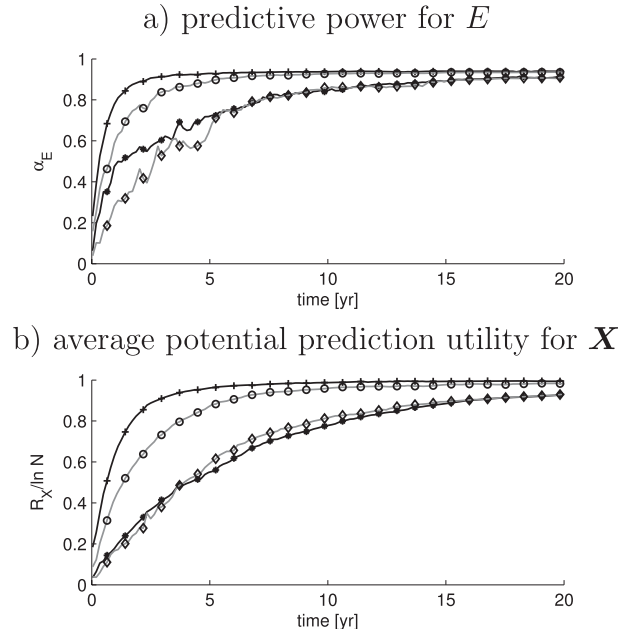 a) predictive power for E
1
0.8
0.6
0.4
0.2
0
α_E
0 5 10 15 20
time [yr]
b) average potential prediction utility for X
1
0.8
0.6
0.4
0.2
0
R_X/ln N
0 5 10 15 20
time [yr]